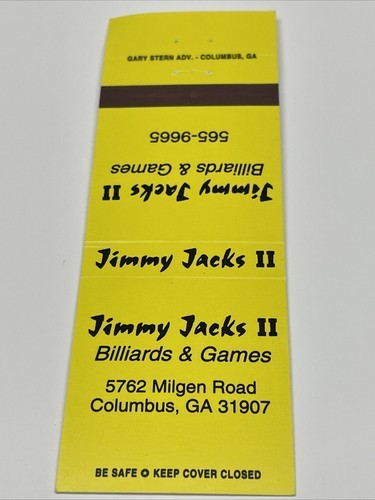 GARY STERN ADV. - COLUMBUS, GA
565-9665
Billiards & Games
Jimmy Jacks II
Jimmy Jacks II
Jimmy Jacks II
Billiards & Games
5762 Milgen Road
Columbus, GA 31907
BE SAFE ✪ KEEP COVER CLOSED